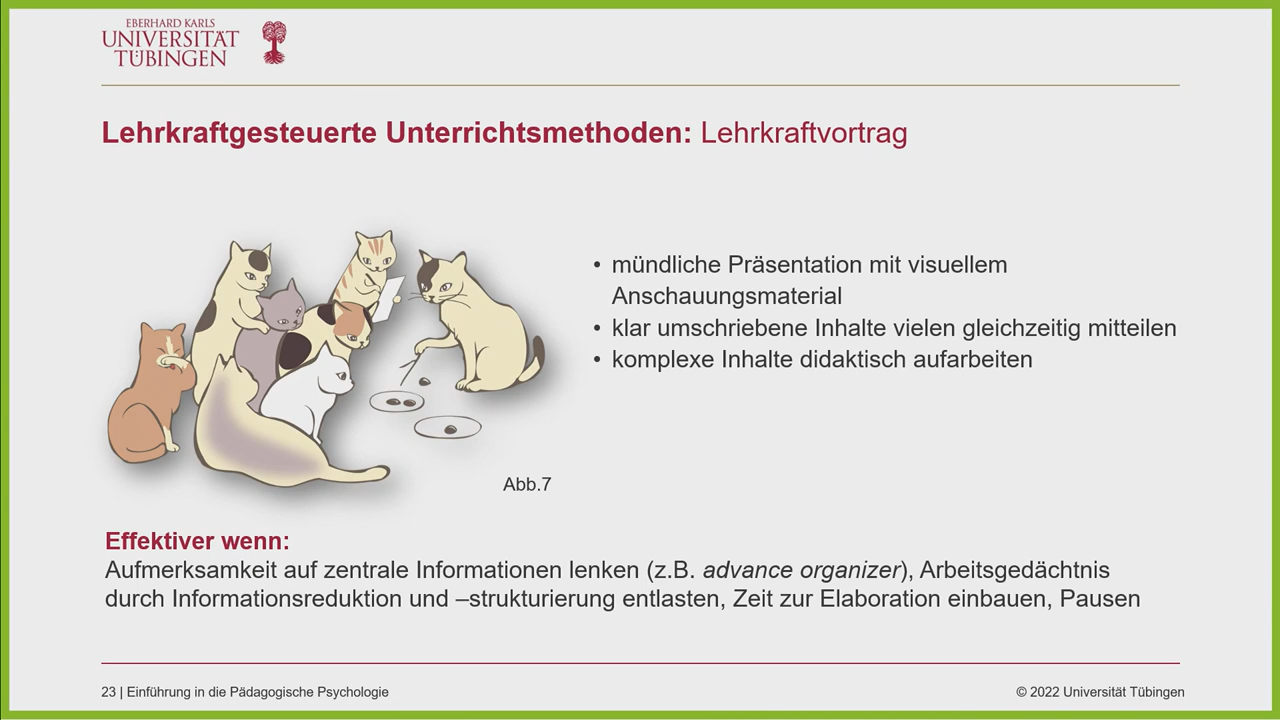 EBERHARD KARLS
UNIVERSITÄT
TÜBINGEN
Lehrkraftgesteuerte Unterrichtsmethoden: Lehrkraftvortrag
• mündliche Präsentation mit visuellem
Anschauungsmaterial
• klar umschriebene Inhalte vielen gleichzeitig mitteilen
• komplexe Inhalte didaktisch aufarbeiten
Abb.7
Effektiver wenn:
Aufmerksamkeit auf zentrale Informationen lenken (z.B. advance organizer), Arbeitsgedächtnis
durch Informationsreduktion und –strukturierung entlasten, Zeit zur Elaboration einbauen, Pausen
23 | Einführung in die Pädagogische Psychologie
© 2022 Universität Tübingen